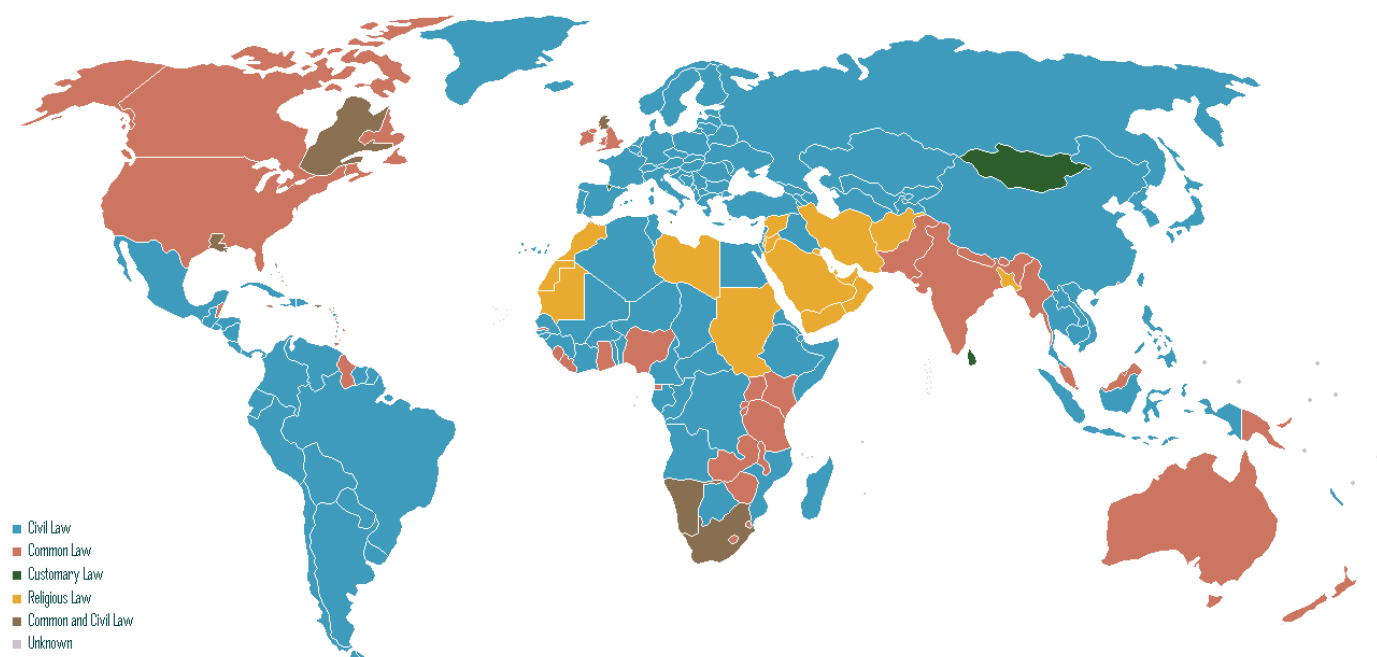 Civil Law
Common Law
Customary Law
Religious Law
Common and Civil Law
Unknown